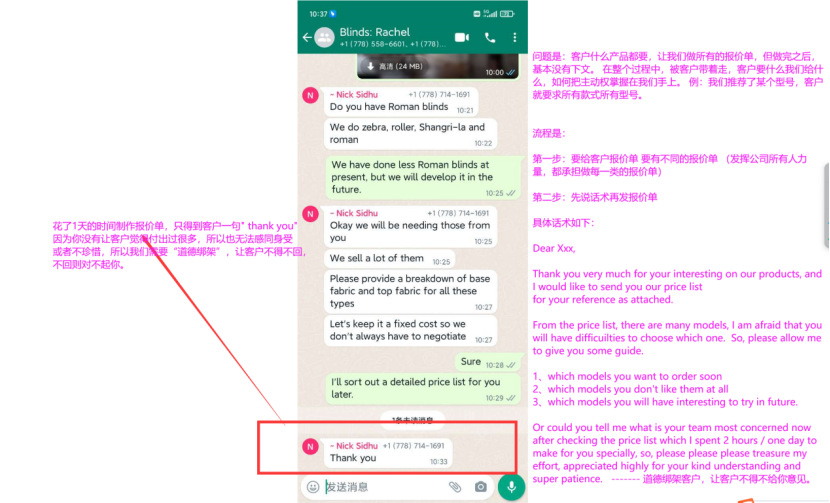 花了1天的时间制作报价单,只得到客户一句" thank you"
因为你没有让客户觉得付出过很多,所以也无法感同身受
或者不珍惜,所以我们就要“道德绑架”,让客户不得不回,
不回则对不起你。
10:37
Blinds: Rachel
+1 (778) 558-6601, +1 (778)...
高清 (24 MB)
10:00
N
~ Nick Sidhu +1 (778) 714-1691
Do you have Roman blinds
10:21
We do zebra, roller, Shangri-la and
roman
10:22
We have done less Roman blinds at
present, but we will develop it in the
future.
10:25
N
~ Nick Sidhu +1 (778) 714-1691
Okay we will be needing those from
you
10:25
We sell a lot of them
10:25
Please provide a breakdown of base
fabric and top fabric for all these
types
10:27
Let's keep it a fixed cost so we
don't always have to negotiate
10:27
Sure
10:28
I'll sort out a detailed price list for you
later.
10:29
1条未读消息
N
~ Nick Sidhu +1 (778) 714-1691
Thank you
10:33
发送消息
问题是:客户什么产品都要,让我们做所有的报价单,但做完之后,
基本没有下文。 在整个过程中,被客户带着走,客户要什么我们给什
么,如何把主动权掌握在我们手上。 例:我们推荐了某个型号,客户
就要求所有款式所有型号。
流程是:
第一步:要给客户报价单 要有不同的报价单 (发挥公司所有人力
量,都承担做每一类的报价单)
第二步:先说话术再发报价单
具体话术如下:
Dear Xxx,
Thank you very much for your interesting on our products, and
I would like to send you our price list
for your reference as attached.
From the price list, there are many models, I am afraid that you
will have difficuilties to choose which one. So, please allow me
to give you some guide.
1、which models you want to order soon
2、which models you don't like them at all
3、which models you will have interesting to try in future.
Or could you tell me what is your team most concerned now
after checking the price list which I spent 2 hours / one day to
make for you specially, so, please please please treasure my
effort, appreciated highly for your kind understanding and
super patience. ------- 道德绑架客户,让客户不得不给你意见。